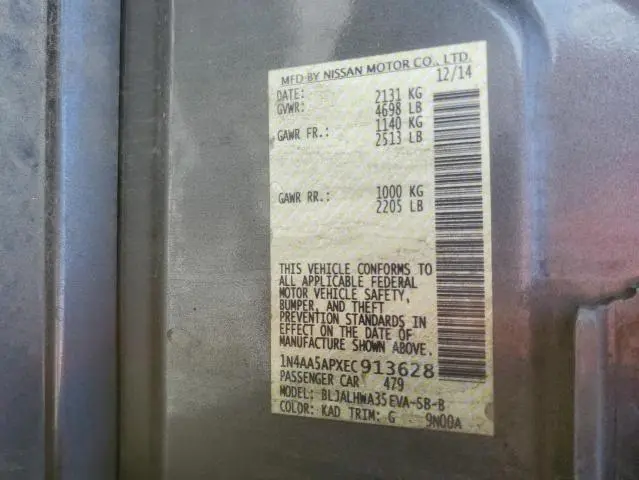 MFD BY NISSAN MOTOR CO., LTD.
DATE: 12/14
GVWR: 2131 KG
4698 LB
GAWR FR.: 1140 KG
2513 LB
GAWR RR.: 1000 KG
2205 LB
THIS VEHICLE CONFORMS TO
ALL APPLICABLE FEDERAL
MOTOR VEHICLE SAFETY,
BUMPER, AND THEFT
PREVENTION STANDARDS IN
EFFECT ON THE DATE OF
MANUFACTURE SHOWN ABOVE.
1N4AA5APXEC913628
PASSENGER CAR 479
MODEL: BLJALHWA35EVA-SB-B
COLOR: KAD TRIM: G 9N00A